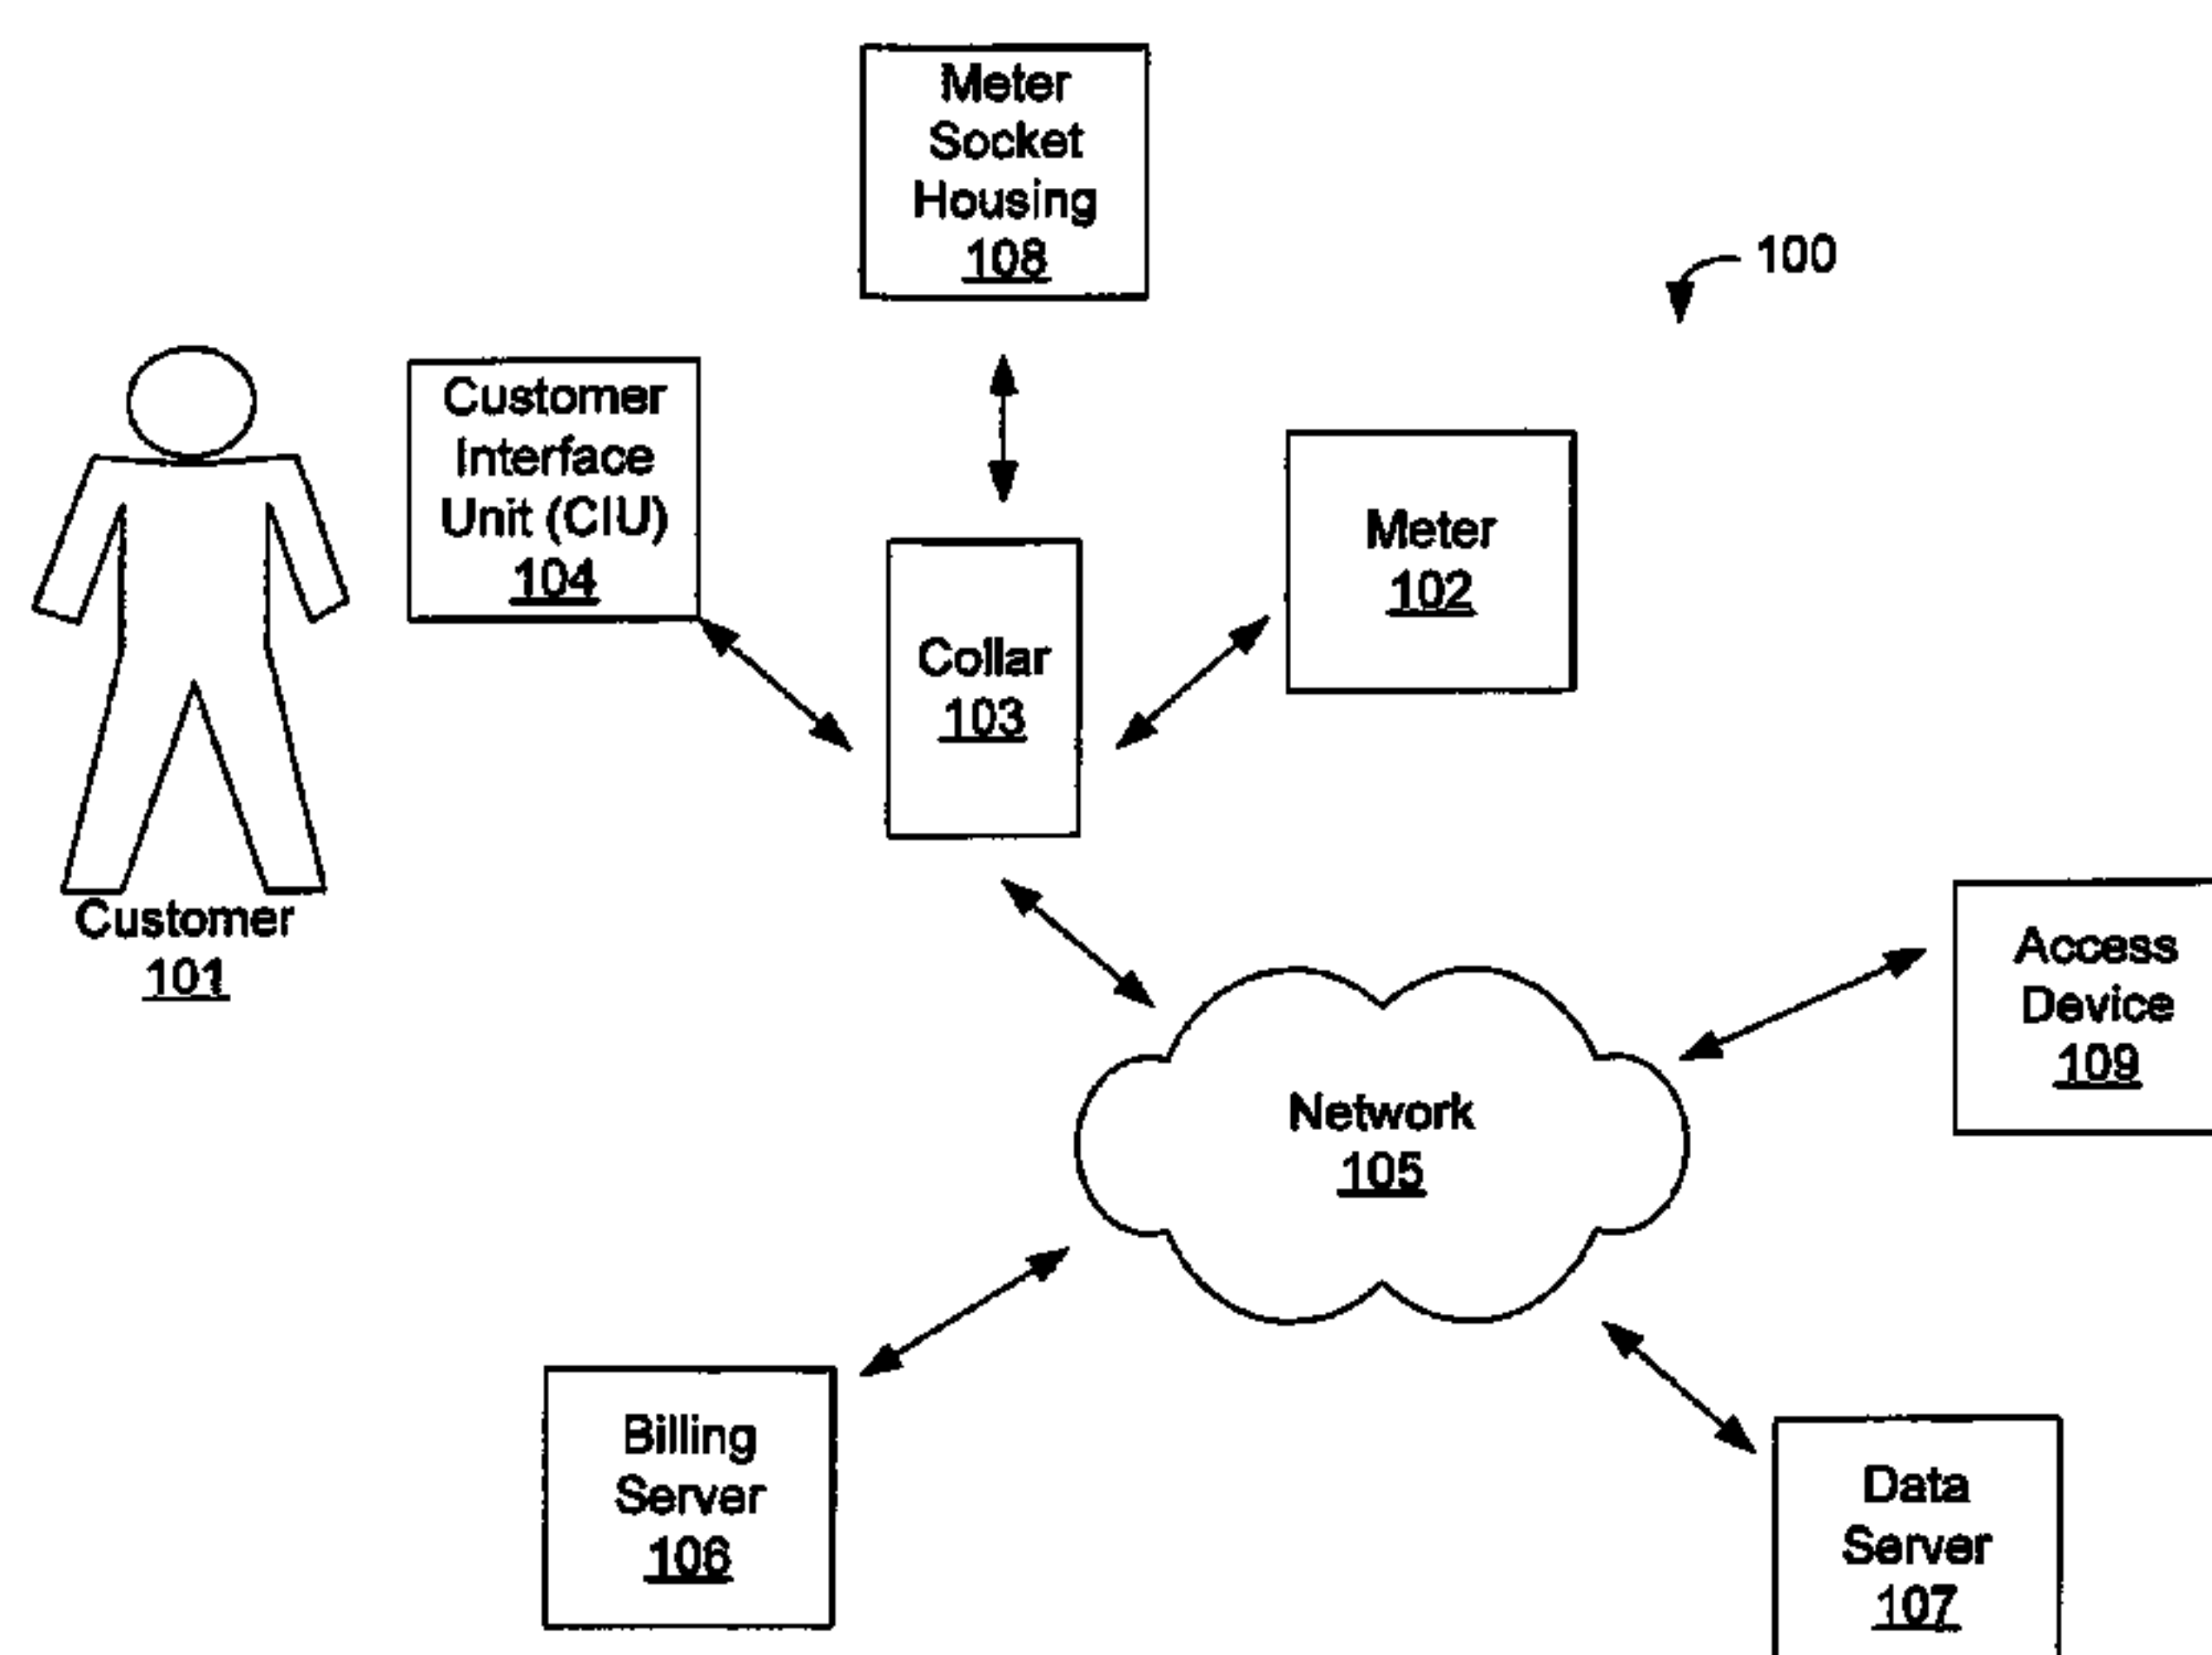 Meter
Socket
Housing
108
100
Customer
Interface
Unit (CIU)
104
Meter
102
Collar
103
Customer
101
Access
Device
109
Network
105
Billing
Server
106
Data
Server
107